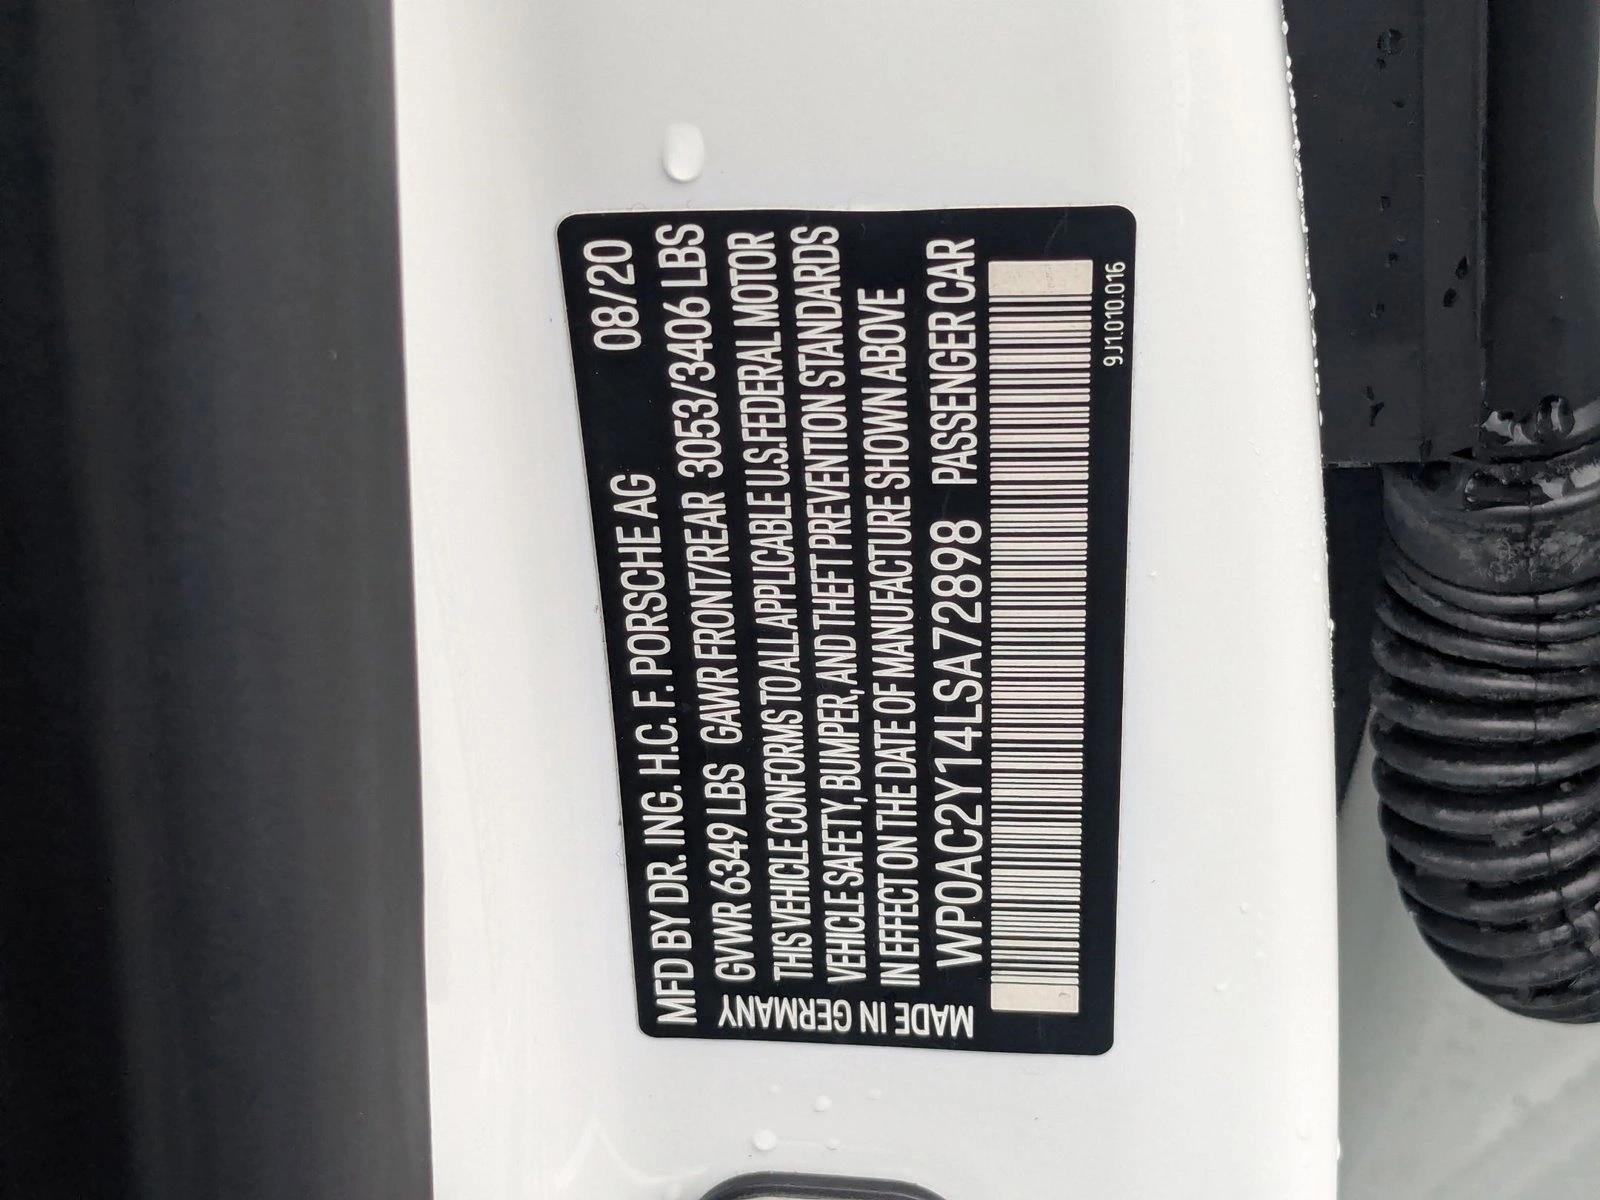 MFD BY DR. ING. H.C. F. PORSCHE AG 08/20
GVWR 6349 LBS GAWR FRONT/REAR 3053/3406 LBS
THIS VEHICLE CONFORMS TO ALL APPLICABLE U.S. FEDERAL MOTOR
VEHICLE SAFETY, BUMPER, AND THEFT PREVENTION STANDARDS
IN EFFECT ON THE DATE OF MANUFACTURE SHOWN ABOVE
WP0AC2Y14LSA72898 PASSENGER CAR
MADE IN GERMANY
9J1.010.016